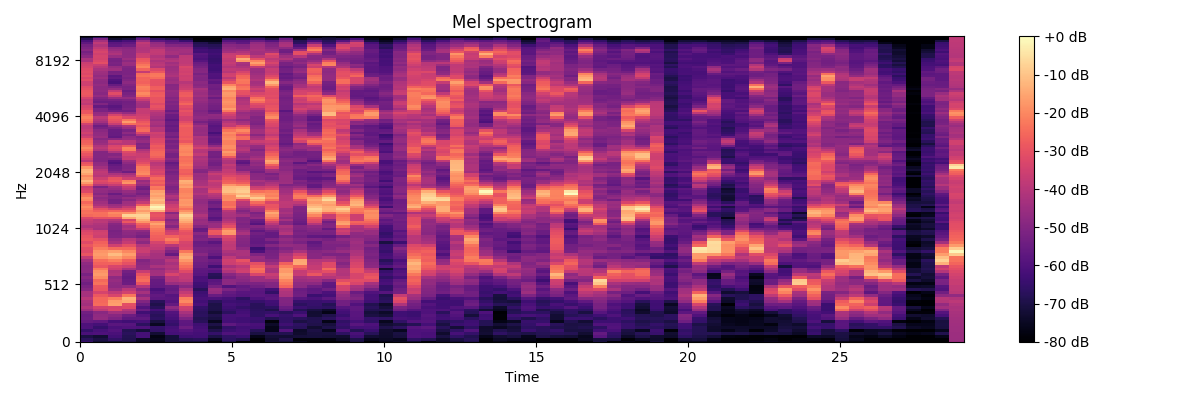 Mel spectrogram
8192
4096
2048
1024
512
0
Hz
0 5 10 15 20 25
Time
+0 dB
-10 dB
-20 dB
-30 dB
-40 dB
-50 dB
-60 dB
-70 dB
-80 dB